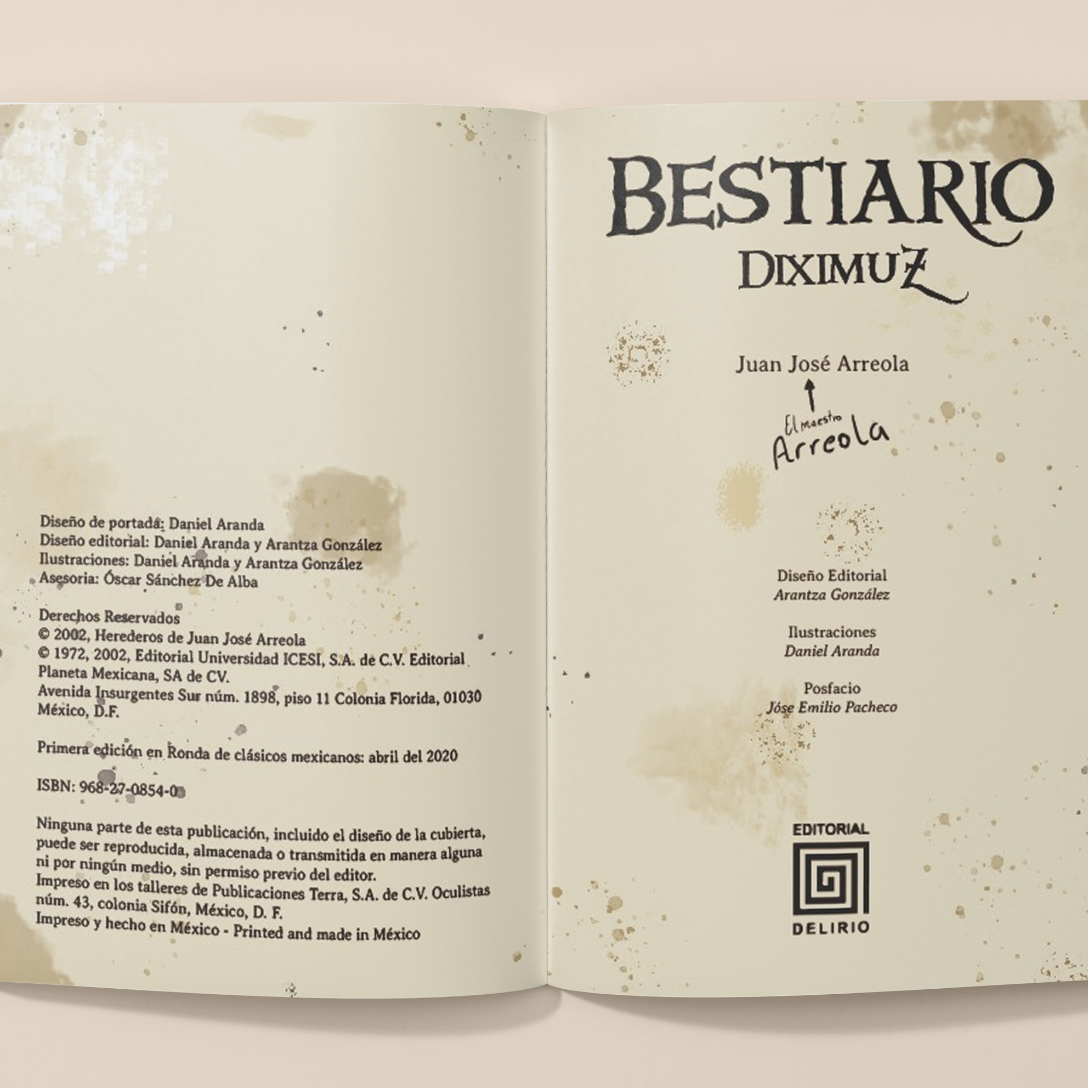 Diseño de portada: Daniel Aranda
Diseño editorial: Daniel Aranda y Arantza González
Ilustraciones: Daniel Aranda y Arantza González
Asesoria: Óscar Sánchez De Alba
Derechos Reservados
© 2002, Herederos de Juan José Arreola
© 1972, 2002, Editorial Universidad ICESI, S.A. de C.V. Editorial
Planeta Mexicana, SA de CV.
Avenida Insurgentes Sur núm. 1898, piso 11 Colonia Florida, 01030
México, D.F.
Primera edición en Ronda de clásicos mexicanos: abril del 2020
ISBN: 968-27-0854-0
Ninguna parte de esta publicación, incluido el diseño de la cubierta,
puede ser reproducida, almacenada o transmitida en manera alguna
ni por ningún medio, sin permiso previo del editor.
Impreso en los talleres de Publicaciones Terra, S.A. de C.V. Oculistas
núm. 43, colonia Sifón, México, D. F.
Impreso y hecho en México - Printed and made in México
BESTIARIO
DIXIMUZ
Juan José Arreola
El maestro
Arreola
Diseño Editorial
Arantza González
Ilustraciones
Daniel Aranda
Posfacio
Jóse Emilio Pacheco
EDITORIAL
DELIRIO